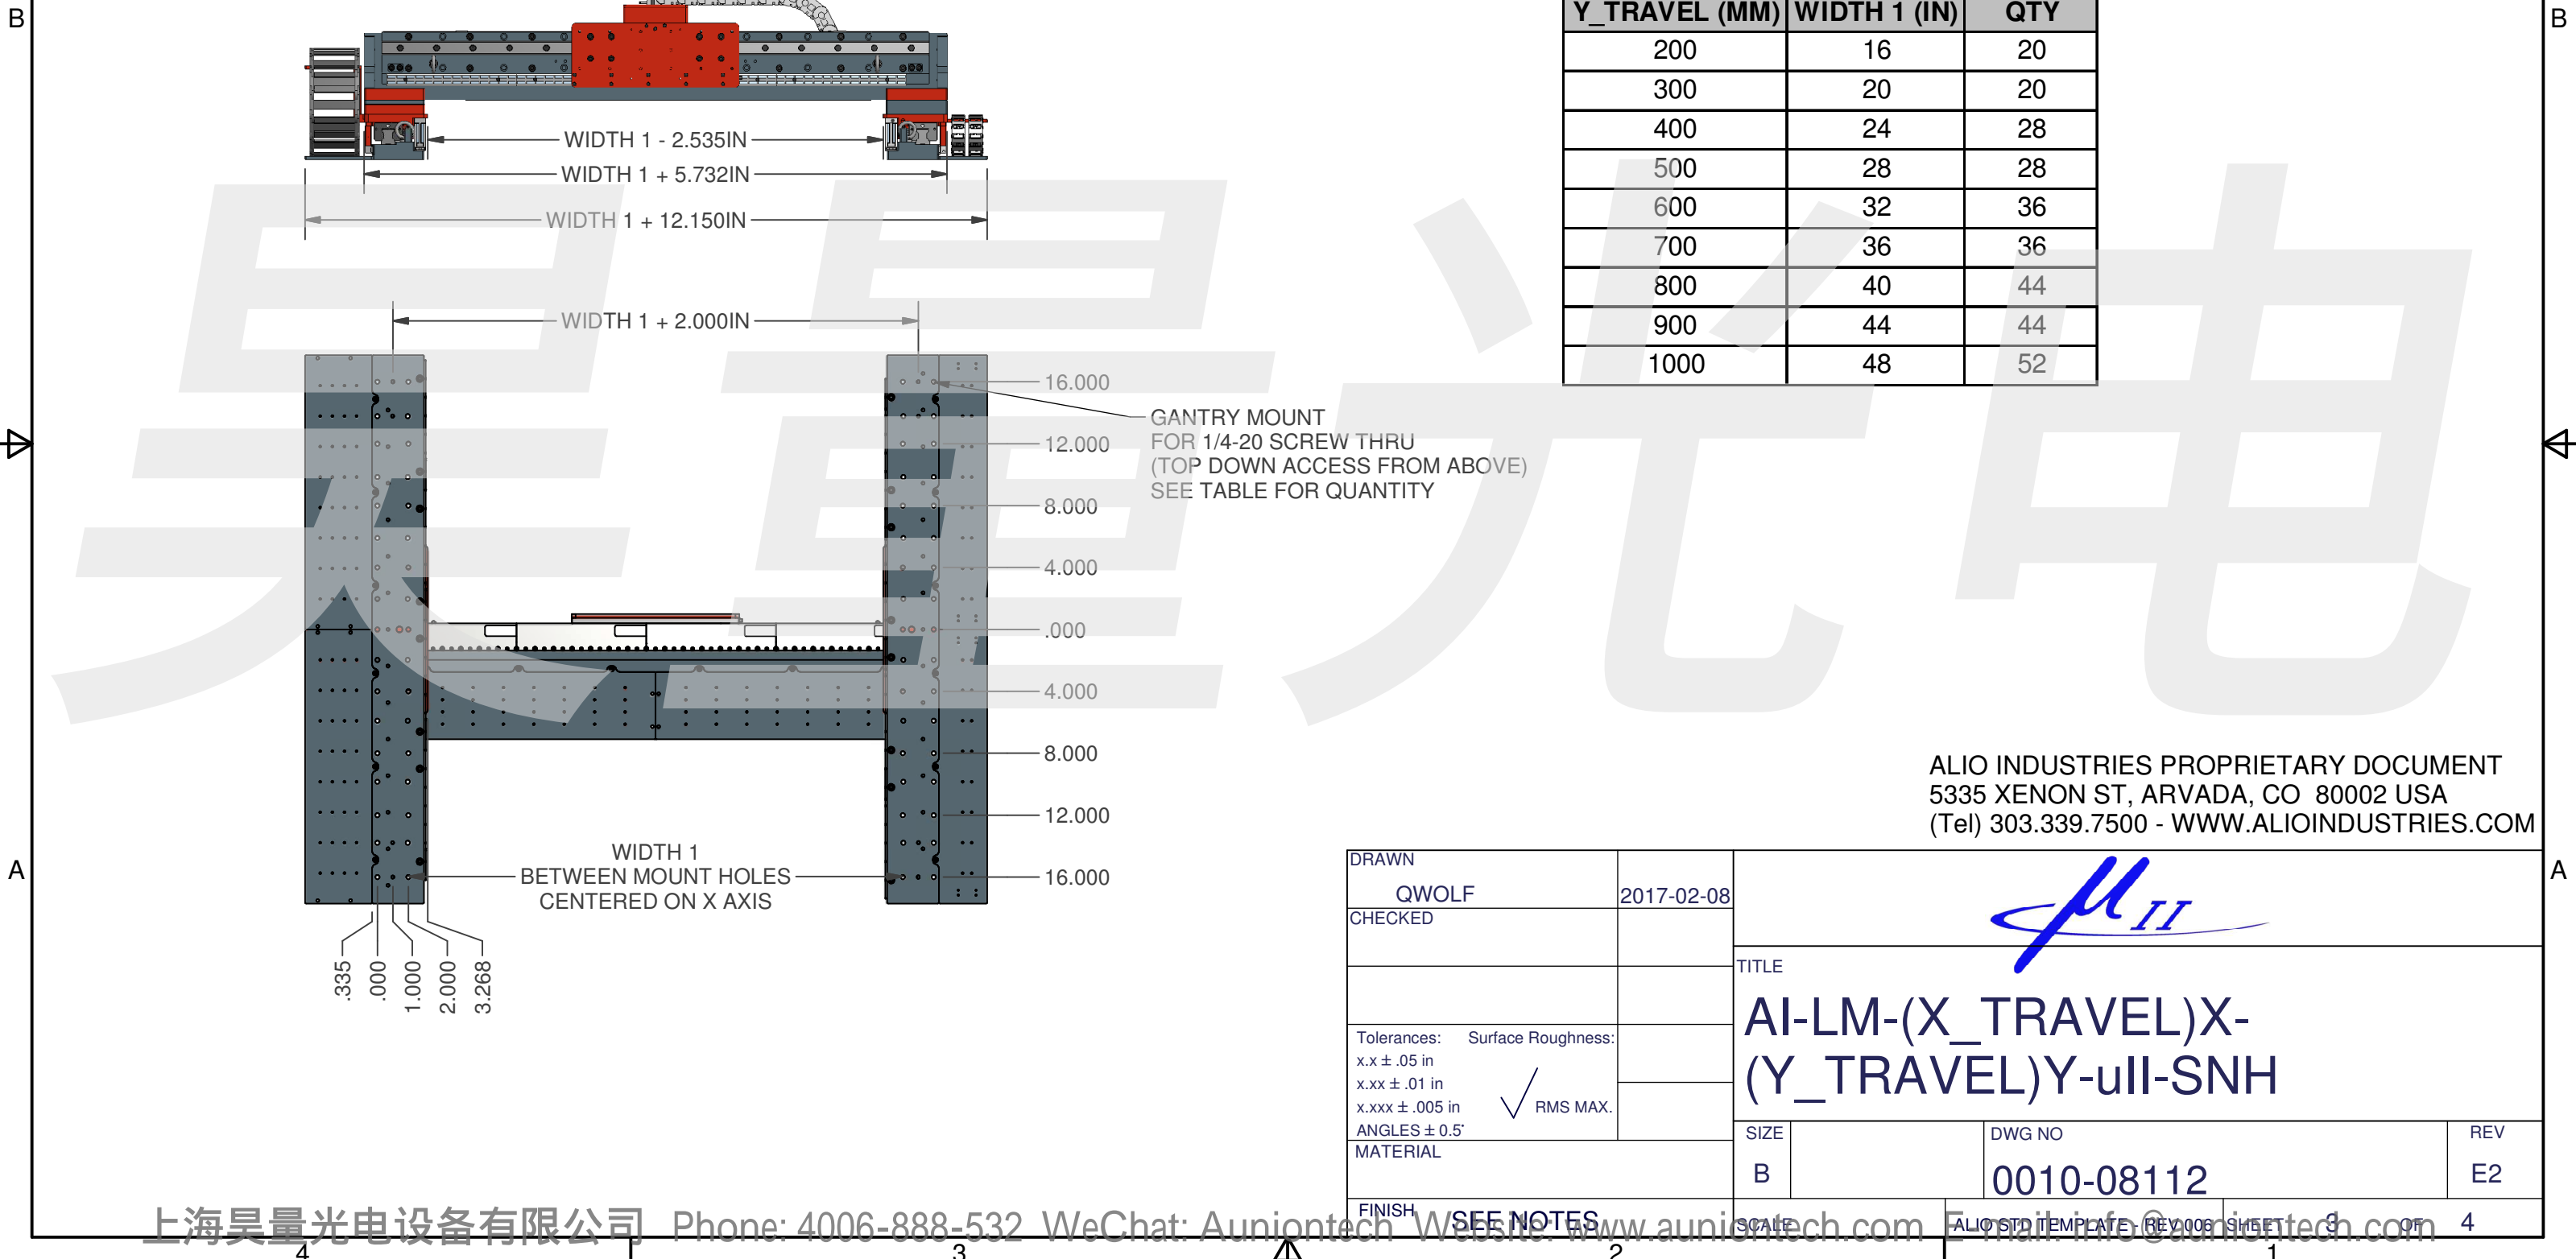 B
B
Y_TRAVEL (MM) WIDTH 1 (IN) QTY
200 16 20
300 20 20
400 24 28
500 28 28
600 32 36
700 36 36
800 40 44
900 44 44
1000 48 52
WIDTH 1 - 2.535IN
WIDTH 1 + 5.732IN
WIDTH 1 + 12.150IN
WIDTH 1 + 2.000IN
16.000
12.000
8.000
4.000
.000
4.000
8.000
12.000
16.000
GANTRY MOUNT
FOR 1/4-20 SCREW THRU
(TOP DOWN ACCESS FROM ABOVE)
SEE TABLE FOR QUANTITY
昊量光电
WIDTH 1
BETWEEN MOUNT HOLES
CENTERED ON X AXIS
.335
.000
1.000
2.000
3.268
A
A
ALIO INDUSTRIES PROPRIETARY DOCUMENT
5335 XENON ST, ARVADA, CO 80002 USA
(Tel) 303.339.7500 - WWW.ALIOINDUSTRIES.COM
DRAWN
QWOLF 2017-02-08
CHECKED
Tolerances: Surface Roughness:
x.x ± .05 in
x.xx ± .01 in
x.xxx ± .005 in RMS MAX.
ANGLES ± 0.5°
MATERIAL
FINISH
SEE NOTES
μ II
TITLE
AI-LM-(X_TRAVEL)X-
(Y_TRAVEL)Y-uII-SNH
SIZE
B
DWG NO
0010-08112
REV
E2
SCALE
ALIO STD TEMPLATE - REV 006
SHEET 3 OF 4
上海昊量光电设备有限公司 Phone: 4006-888-532 WeChat: Auniontech Website: www.auniontech.com E-mail: info@auniontech.com
4 3 2 1